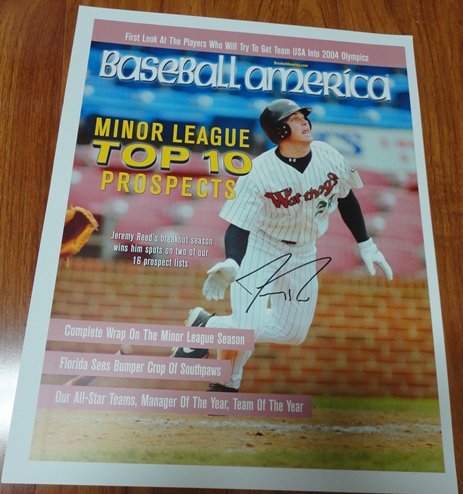 First Look At The Players Who Will Try To Get Team USA Into 2004 Olympics
BaseballAmerica.com
Baseball america
MINOR LEAGUE
TOP 10
PROSPECTS
Warthogs
Jeremy Reed's breakout season
wins him spots on two of our
16 prospect lists
Complete Wrap On The Minor League Season
Florida Sees Bumper Crop Of Southpaws
Our All-Star Teams, Manager Of The Year, Team Of The Year